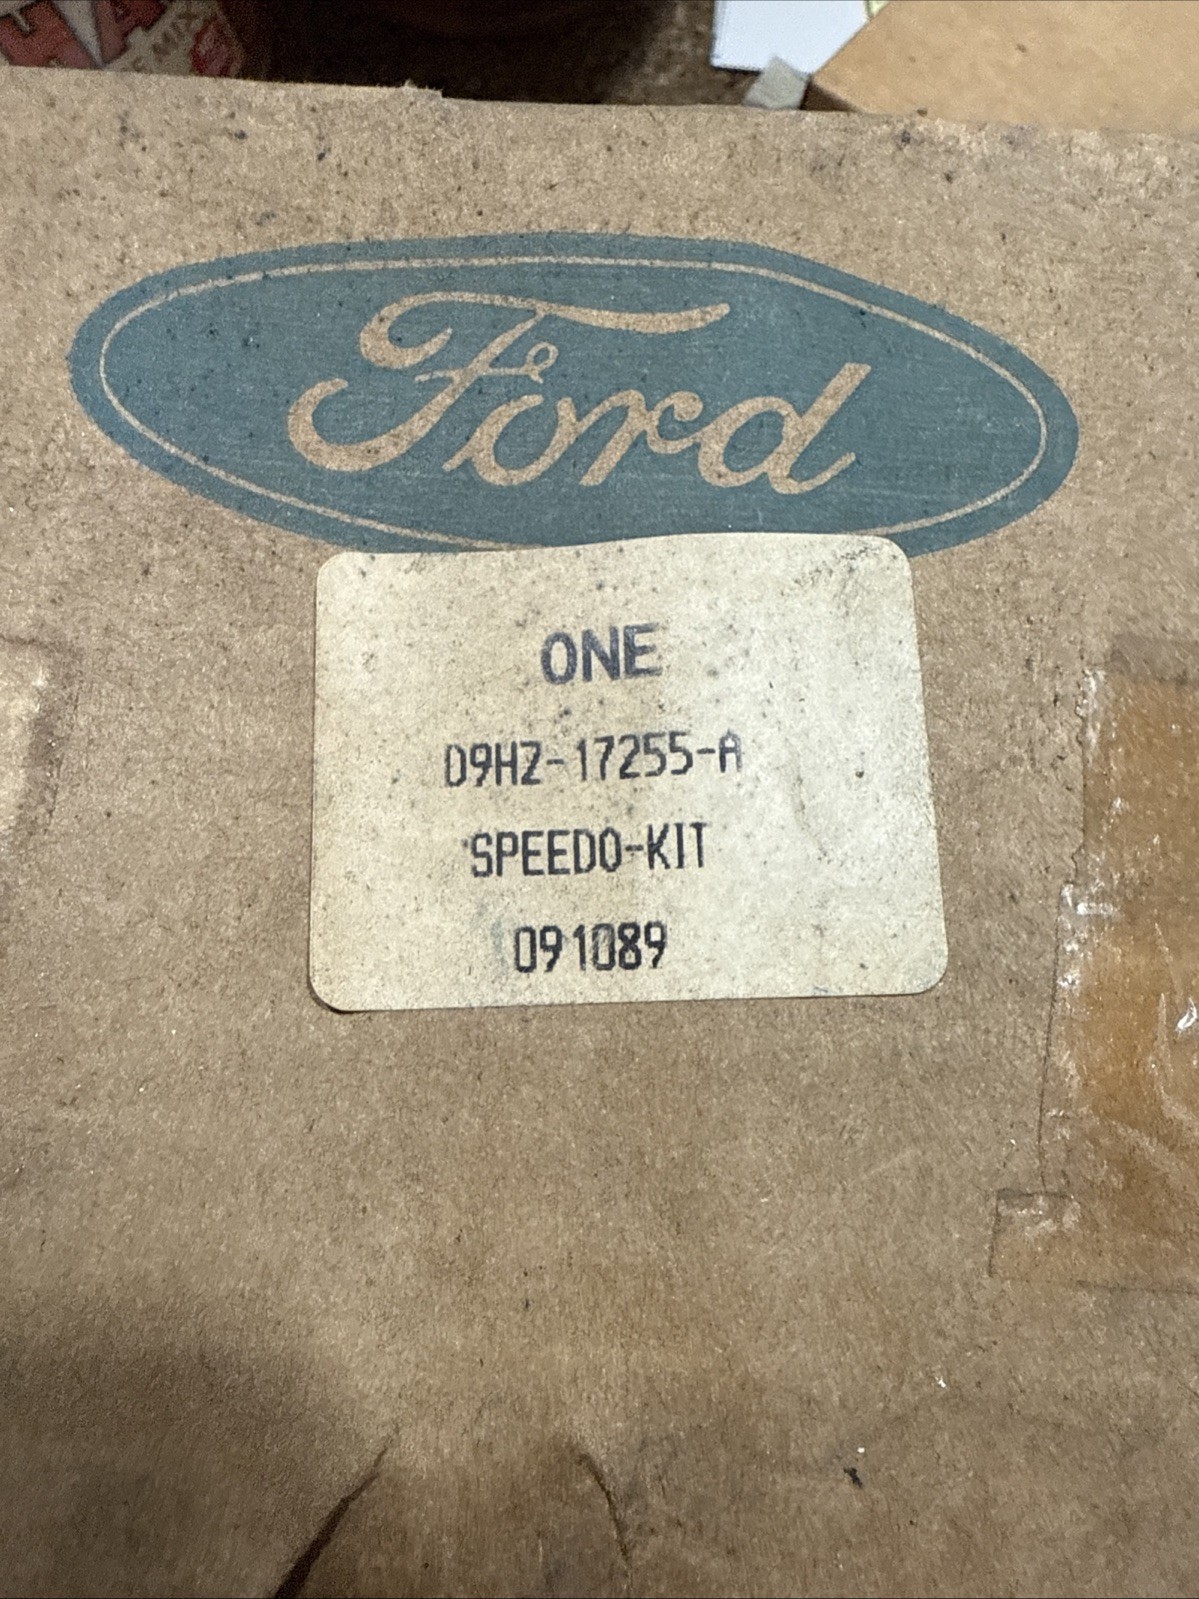 Ford
ONE
D9HZ-17255-A
SPEEDO-KIT
091089